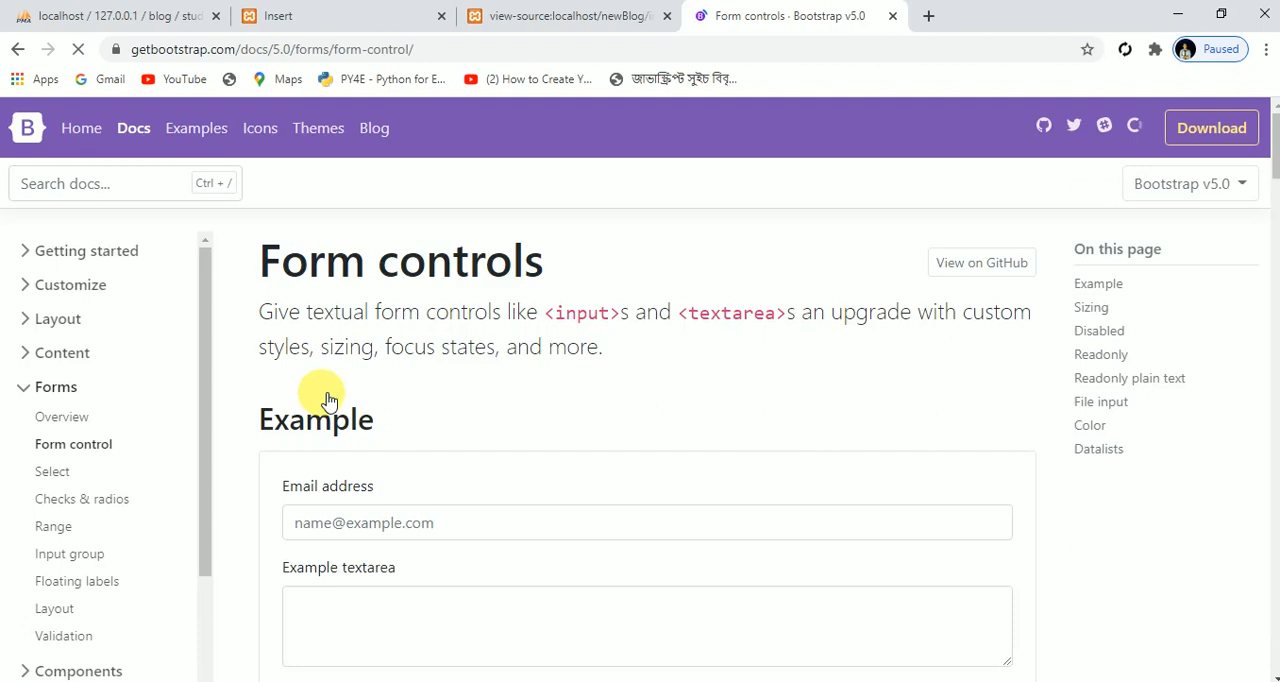 localhost / 127.0.0.1 / blog / stud
Insert
view-source:localhost/newBlog/i
Form controls · Bootstrap v5.0
getbootstrap.com/docs/5.0/forms/form-control/
Paused
Apps
Gmail
YouTube
Maps
PY4E - Python for E...
(2) How to Create Y...
জাভাস্ক্রিপ্ট সুইচ বিবৃ...
B
Home
Docs
Examples
Icons
Themes
Blog
Download
Search docs...
Ctrl + /
Bootstrap v5.0
Getting started
Customize
Layout
Content
Forms
Overview
Form control
Select
Checks & radios
Range
Input group
Floating labels
Layout
Validation
Components
Form controls
View on GitHub
Give textual form controls like <input>s and <textarea>s an upgrade with custom
styles, sizing, focus states, and more.
Example
Email address
name@example.com
Example textarea
On this page
Example
Sizing
Disabled
Readonly
Readonly plain text
File input
Color
Datalists